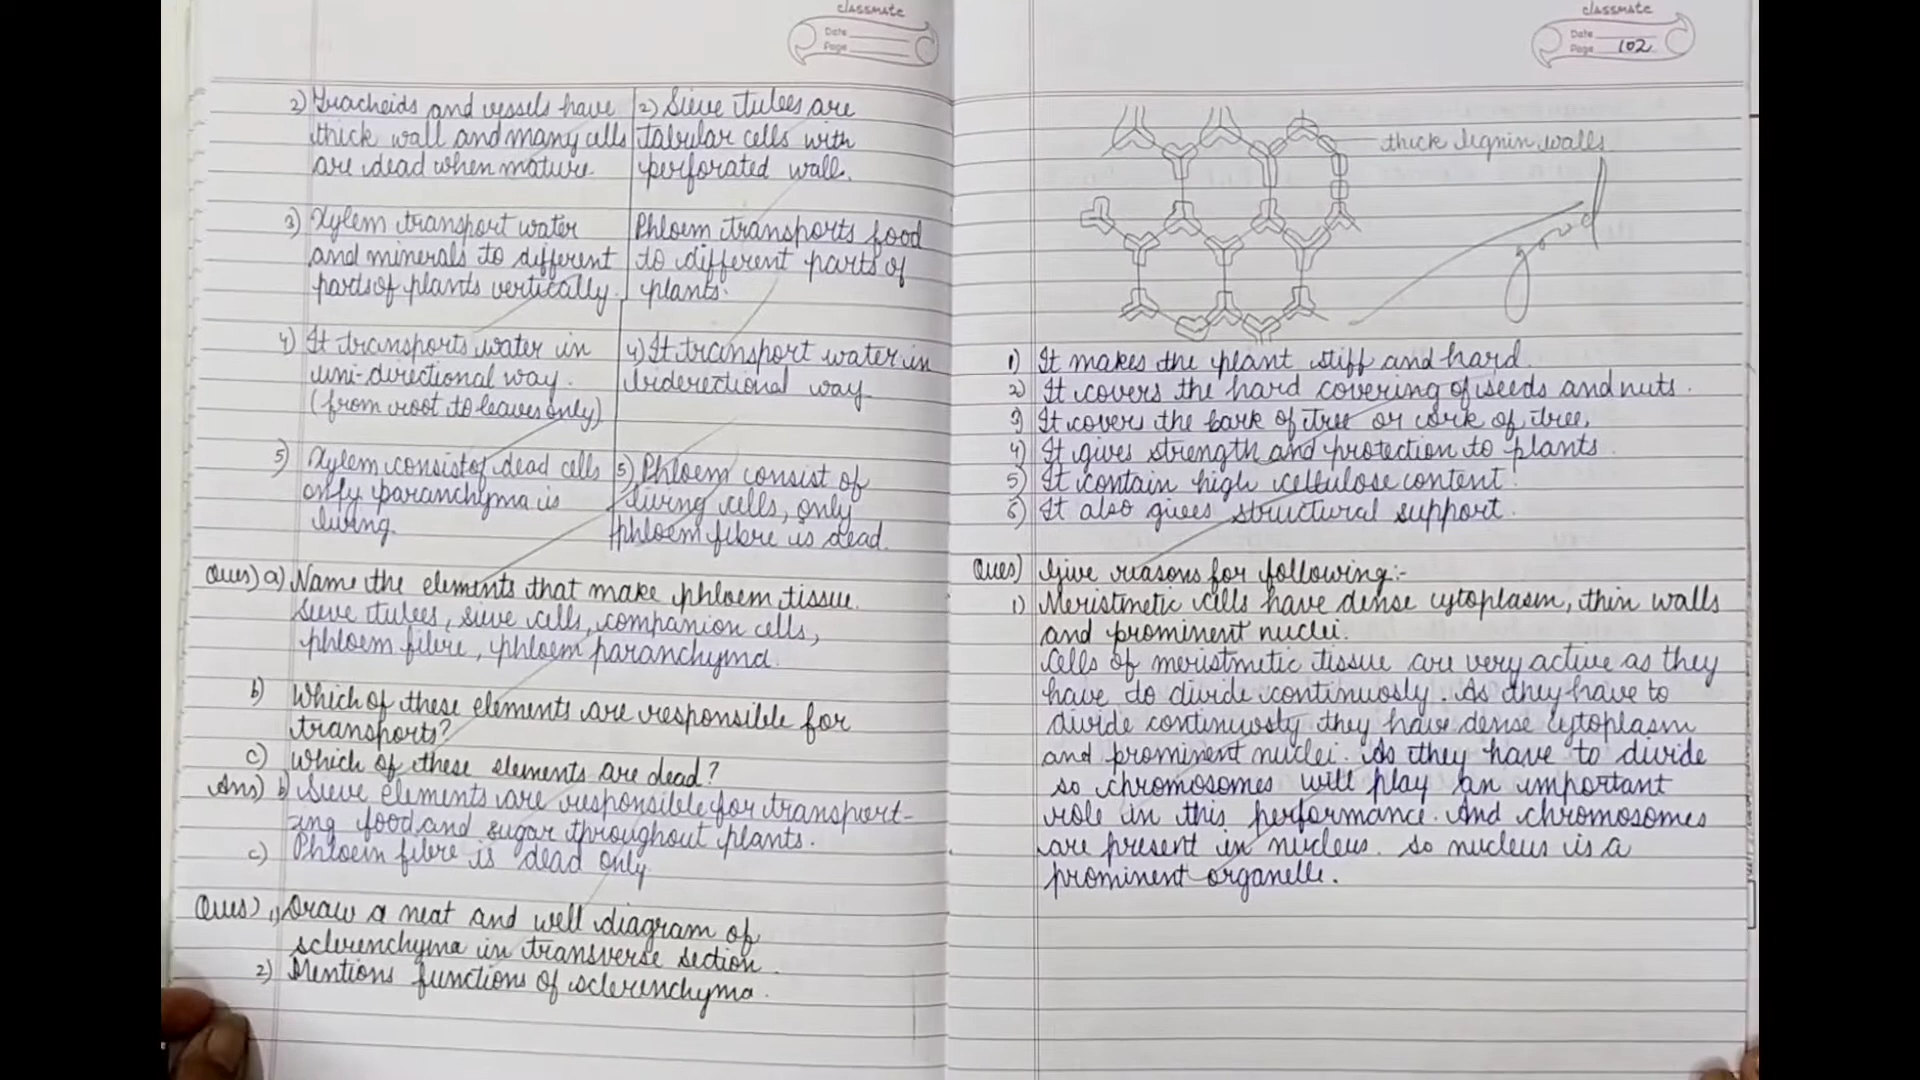 classmate
Date
Page
2) Tracheids and vessels have
thick wall and many cells
are dead when mature.
2) Sieve tubes are
tabular cells with
perforated wall.
3) Xylem transport water
and minerals to different
parts of plants vertically.
Phloem transports food
to different parts of
plants.
4) It transports water in
uni-directional way.
(from root to leaves only)
4) It transport water in
biderectional way
5) Xylem consist of dead cells
only paranchyma is
living.
5) Phloem consist of
living cells, only
phloem fibre is dead.
Ques) a) Name the elements that make phloem tissue.
Sieve tubes, sieve cells, companion cells,
phloem fibre, phloem paranchyma.
b) Which of these elements are responsible for
transports?
c) Which of these elements are dead?
Ans) b) Sieve elements are responsible for transport-
ing food and sugar throughout plants.
c) Phloem fibre is dead only.
Ques) 1) Draw a neat and well diagram of
sclerenchyma in transverse section.
2) Mentions functions of sclerenchyma.
classmate
Date
Page 102
thick lignin walls
good
1) It makes the plant stiff and hard.
2) It covers the hard covering of seeds and nuts.
3) It covers the bark of tree or cork of tree.
4) It gives strength and protection to plants.
5) It contain high cellulose content.
6) It also gives structural support.
Ques) Give reasons for following:-
1) Meristmetic cells have dense cytoplasm, thin walls
and prominent nuclei.
Cells of meristmetic tissue are very active as they
have to divide continuosly. As they have to
divide continuosty they have dense cytoplasm
and prominent nuclei. As they have to divide
so chromosomes will play an important
role in this performance. And chromosomes
are present in nucleus. So nucleus is a
prominent organelle.